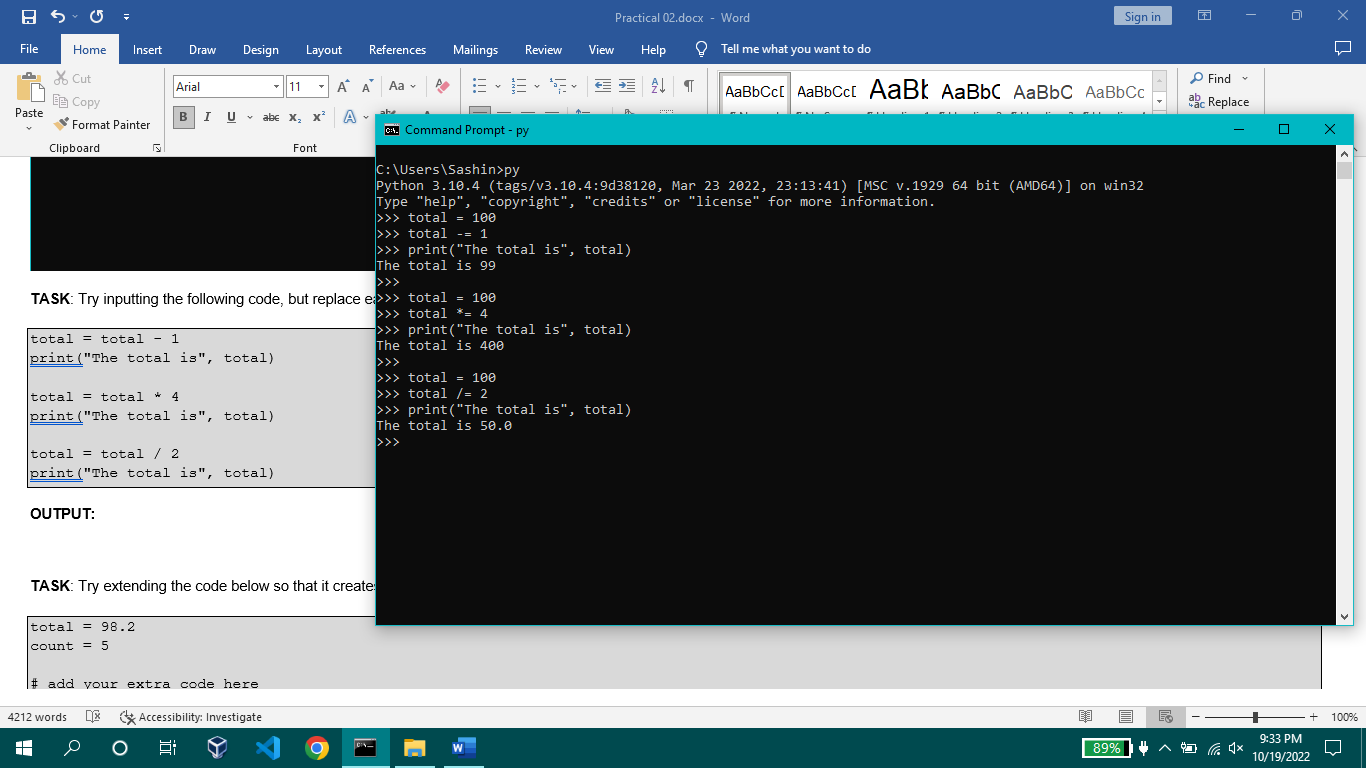 Practical 02.docx - Word
Sign in
File Home Insert Draw Design Layout References Mailings Review View Help Tell me what you want to do
Paste
Cut
Copy
Format Painter
Clipboard
Arial 11
Aa
B I U abc x₂ x² A
Font
AaBbCcD AaBbCcD AaBb AaBbC AaBbC AaBbCc
Find
Replace
Command Prompt - py
C:\Users\Sashin>py
Python 3.10.4 (tags/v3.10.4:9d38120, Mar 23 2022, 23:13:41) [MSC v.1929 64 bit (AMD64)] on win32
Type "help", "copyright", "credits" or "license" for more information.
>>> total = 100
>>> total -= 1
>>> print("The total is", total)
The total is 99
>>>
>>> total = 100
>>> total *= 4
>>> print("The total is", total)
The total is 400
>>>
>>> total = 100
>>> total /= 2
>>> print("The total is", total)
The total is 50.0
>>>
TASK: Try inputting the following code, but replace
total = total - 1
print("The total is", total)
total = total * 4
print("The total is", total)
total = total / 2
print("The total is", total)
OUTPUT:
TASK: Try extending the code below so that it creates
total = 98.2
count = 5
# add your extra code here
4212 words Accessibility: Investigate 100%
89%
9:33 PM
10/19/2022